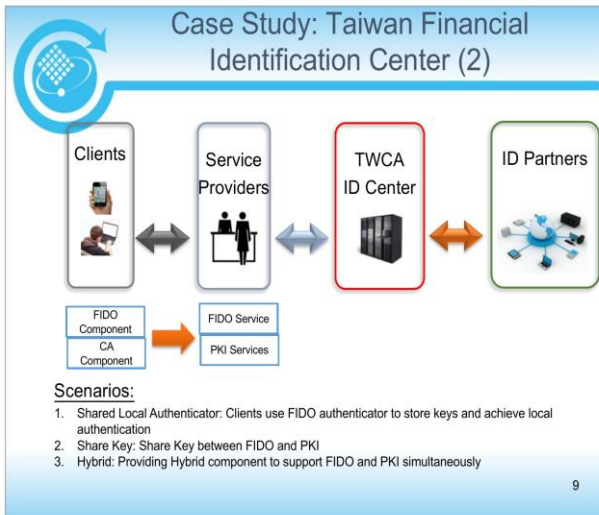 Case Study: Taiwan Financial
Identification Center (2)
Clients
Service
Providers
TWCA
ID Center
ID Partners
FIDO
Component
CA
Component
FIDO Service
PKI Services
Scenarios:
1. Shared Local Authenticator: Clients use FIDO authenticator to store keys and achieve local
authentication
2. Share Key: Share Key between FIDO and PKI
3. Hybrid: Providing Hybrid component to support FIDO and PKI simultaneously
9